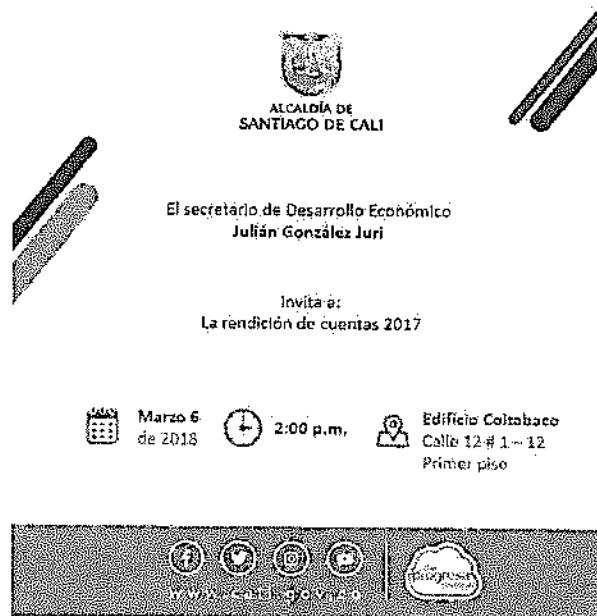 ALCALDÍA DE
SANTIAGO DE CALI
El secretario de Desarrollo Económico
Julián González Juri
Invita a:
La rendición de cuentas 2017
Marzo 6
de 2018
2:00 p.m.
Edificio Coltabaco
Calle 12 # 1 – 12
Primer piso
www.cali.gov.co
progresa